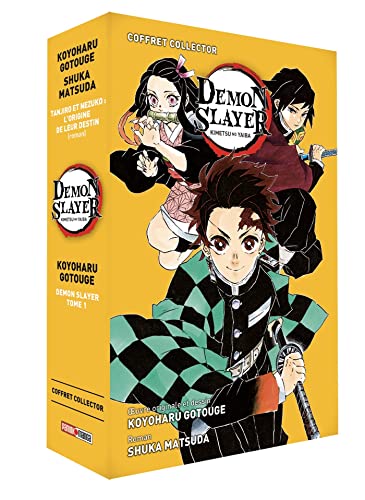 KOYOHARU
GOTOUGE
SHUKA
MATSUDA
TANJIRO ET NEZUKO :
L'ORIGINE
DE LEUR DESTIN
(roman)
DEMON
SLAYER
KIMETSU NO YAIBA
KOYOHARU
GOTOUGE
DEMON SLAYER
TOME 1
COFFRET COLLECTOR
PANINI MANGA
COFFRET COLLECTOR
DEMON
SLAYER
KIMETSU NO YAIBA
Œuvre originale et dessin
KOYOHARU GOTOUGE
Roman
SHUKA MATSUDA